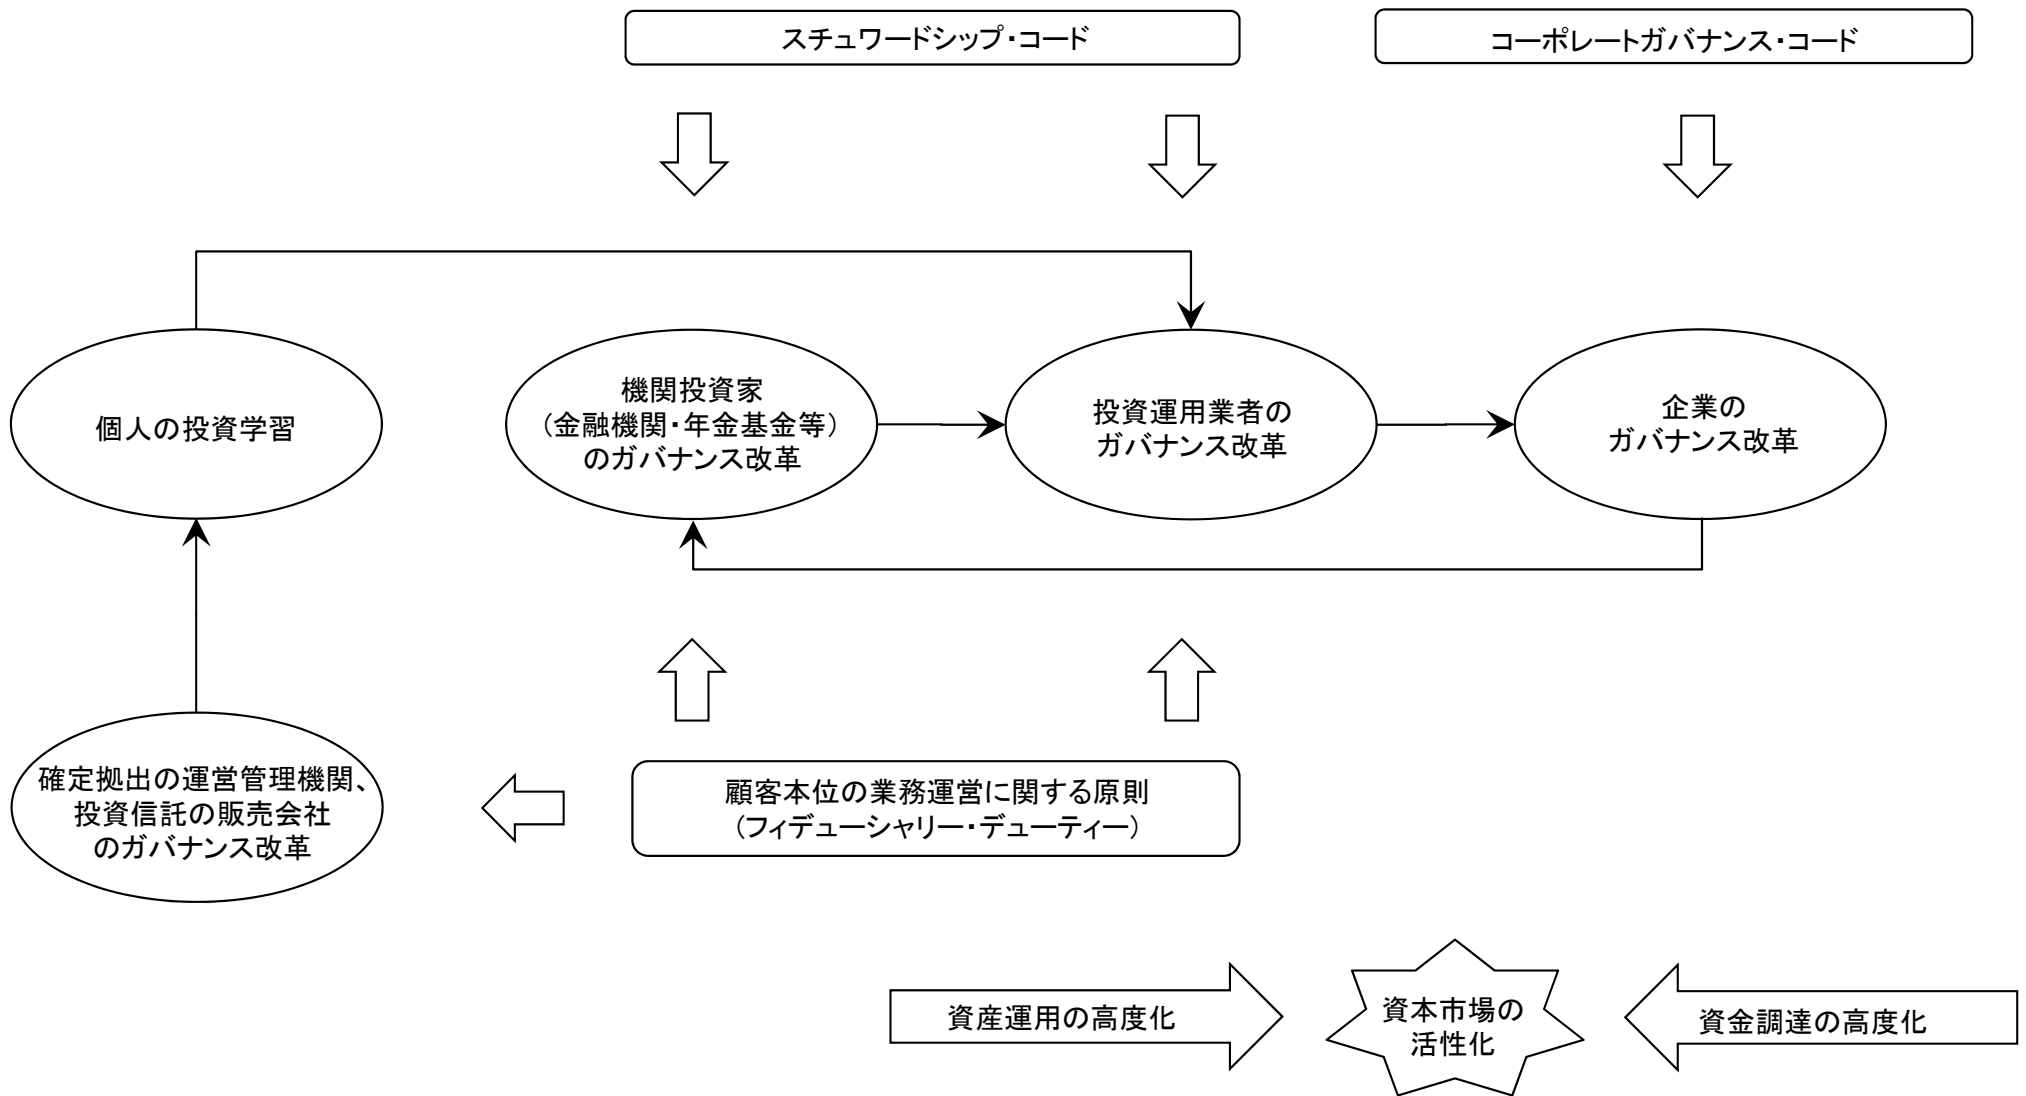 スチュワードシップ・コード
コーポレートガバナンス・コード
個人の投資学習
機関投資家
(金融機関・年金基金等)
のガバナンス改革
投資運用業者の
ガバナンス改革
企業の
ガバナンス改革
確定拠出の運営管理機関、
投資信託の販売会社
のガバナンス改革
顧客本位の業務運営に関する原則
(フィデューシャリー・デューティー)
資産運用の高度化
資本市場の
活性化
資金調達の高度化